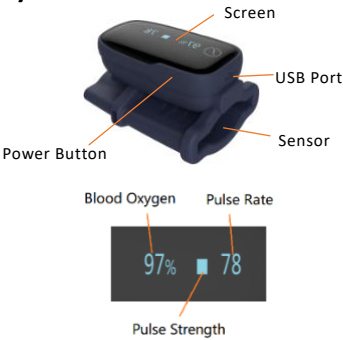 Screen
USB Port
Sensor
Power Button
Blood Oxygen Pulse Rate
97% 78
Pulse Strength